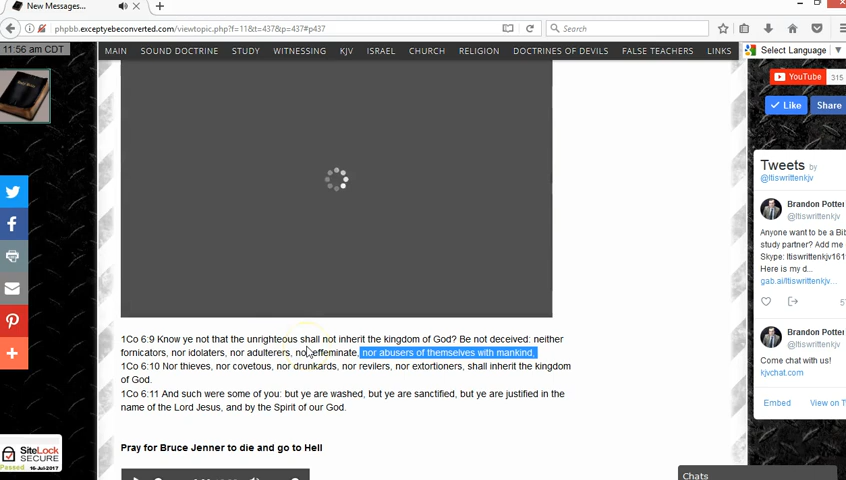 New Messages...
phpbb.exceptyebeconverted.com/viewtopic.php?f=11&t=437&p=437#p437
Search
11:56 am CDT
MAIN SOUND DOCTRINE STUDY WITNESSING KJV ISRAEL CHURCH RELIGION DOCTRINES OF DEVILS FALSE TEACHERS LINKS
Select Language
YouTube 315
Like Share
Tweets by
@Itiswrittenkjv
Brandon Potter
@Itiswrittenkjv
Anyone want to be a Bib
study partner? Add me
Skype: Itiswrittenkjv161
Here is my d...
gab.ai/Itiswrittenkjv...
Brandon Potter
@Itiswrittenkjv
Come chat with us!
kjvchat.com
Embed View on T
1Co 6:9 Know ye not that the unrighteous shall not inherit the kingdom of God? Be not deceived: neither
fornicators, nor idolaters, nor adulterers, nor effeminate, nor abusers of themselves with mankind,
1Co 6:10 Nor thieves, nor covetous, nor drunkards, nor revilers, nor extortioners, shall inherit the kingdom
of God.
1Co 6:11 And such were some of you: but ye are washed, but ye are sanctified, but ye are justified in the
name of the Lord Jesus, and by the Spirit of our God.
Pray for Bruce Jenner to die and go to Hell
SiteLock
SECURE
Passed 16-Jul-2017
Chats